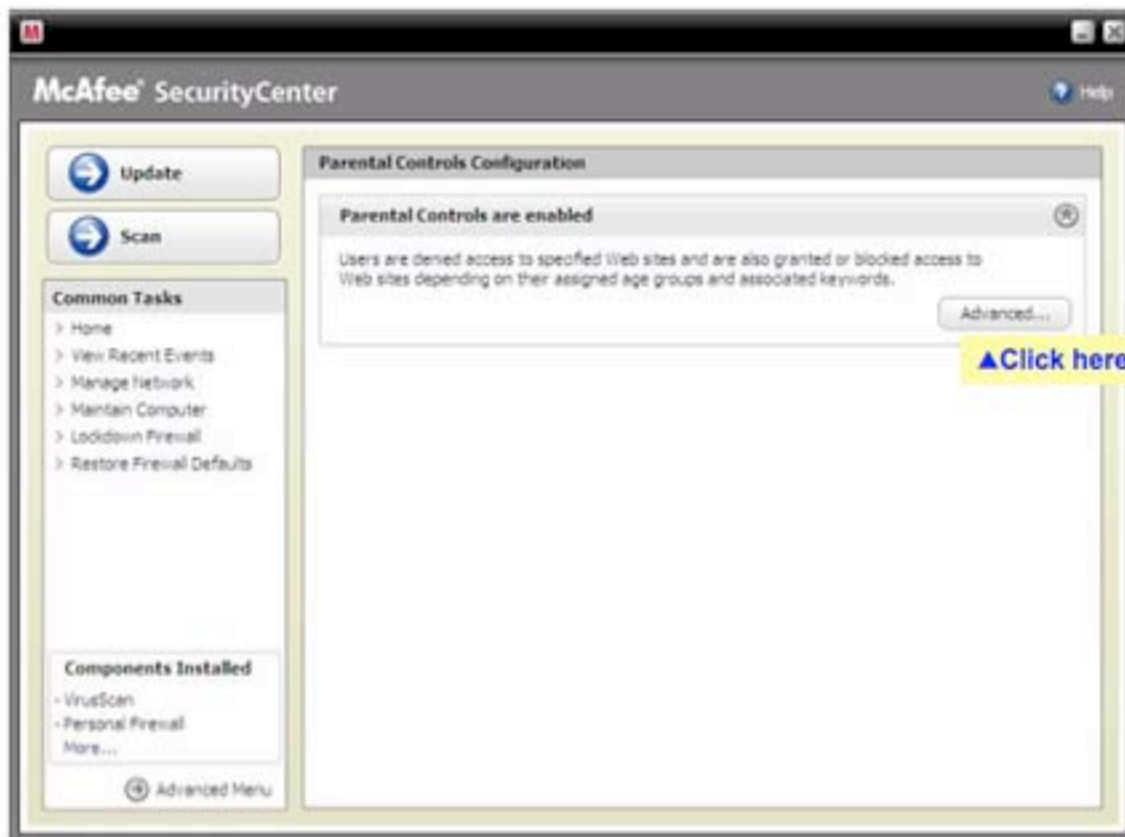 M
McAfee® SecurityCenter
Help
Update
Scan
Common Tasks
> Home
> View Recent Events
> Manage Network
> Maintain Computer
> Lockdown Firewall
> Restore Firewall Defaults
Components Installed
- VirusScan
- Personal Firewall
More...
Advanced Menu
Parental Controls Configuration
Parental Controls are enabled
Users are denied access to specified Web sites and are also granted or blocked access to
Web sites depending on their assigned age groups and associated keywords.
Advanced...
▲Click here